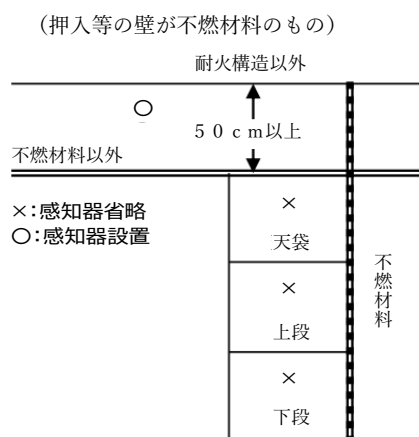 （押入等の壁が不燃材料のもの）
耐火構造以外
５０ｃｍ以上
不燃材料以外
×:感知器省略
○:感知器設置
×
天袋
×
上段
×
下段
不燃材料